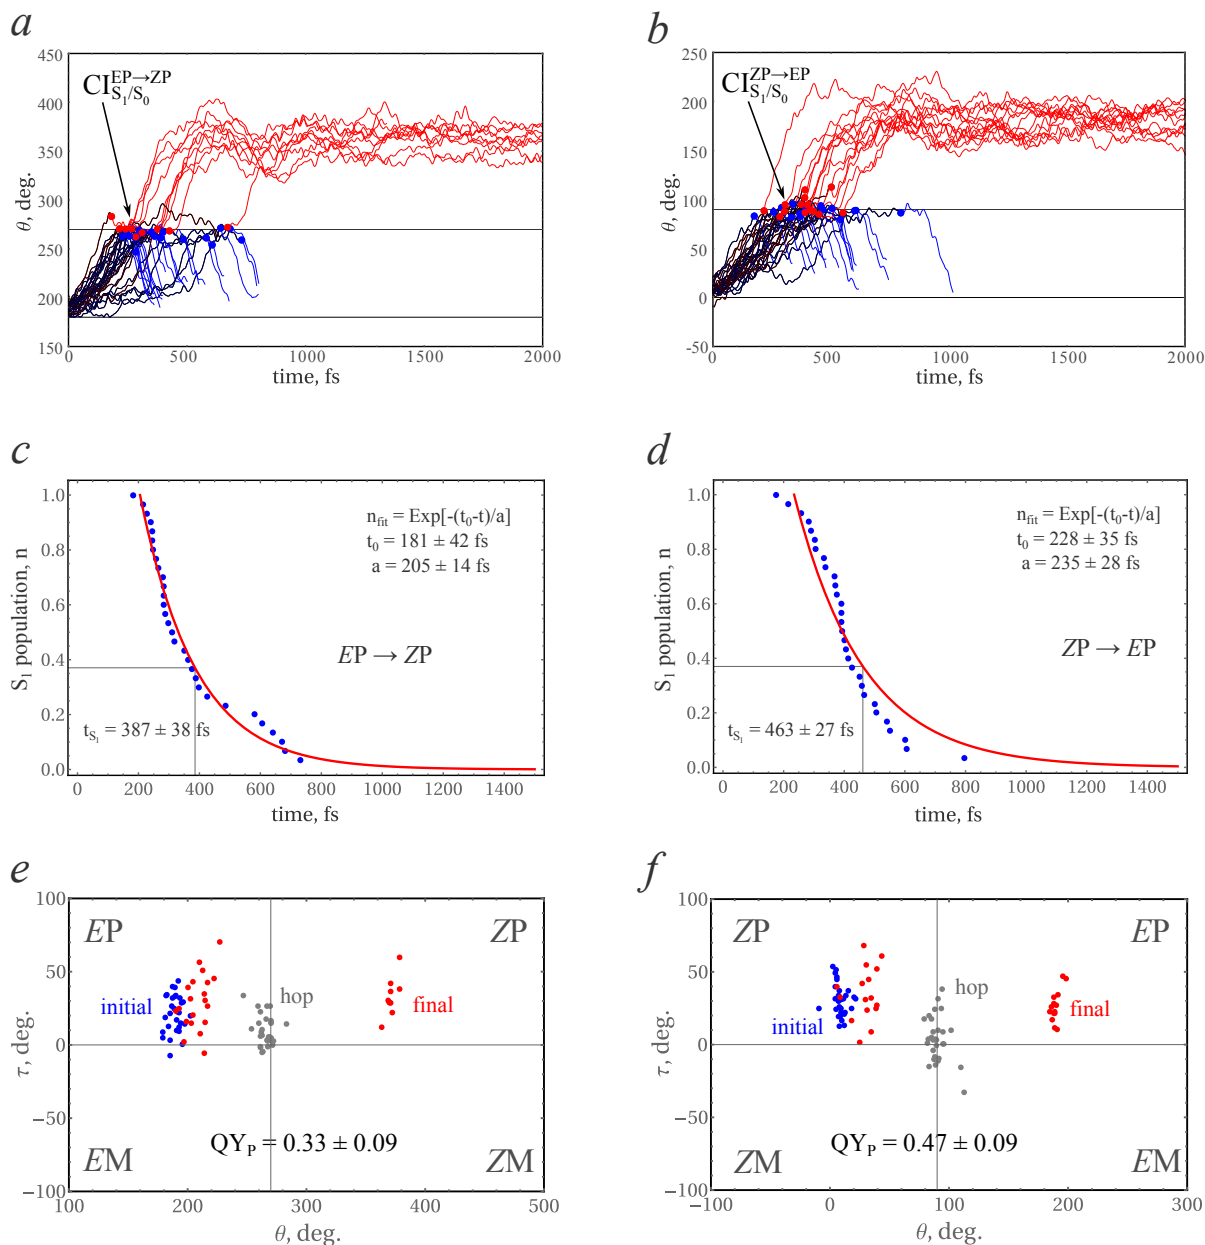 a
450
400
350
300
250
200
150
θ, deg.
CI S₁/S₀ EP→ZP
0
500
1000
1500
2000
time, fs
b
250
200
150
100
50
0
-50
θ, deg.
CI S₁/S₀ ZP→EP
0
500
1000
1500
2000
time, fs
c
1.0
0.8
0.6
0.4
0.2
0.0
S₁ population, n
n_fit = Exp[-(t₀-t)/a]
t₀ = 181 ± 42 fs
a = 205 ± 14 fs
EP → ZP
t_S₁ = 387 ± 38 fs
0 200 400 600 800 1000 1200 1400
time, fs
d
1.0
0.8
0.6
0.4
0.2
0.0
S₁ population, n
n_fit = Exp[-(t₀-t)/a]
t₀ = 228 ± 35 fs
a = 235 ± 28 fs
ZP → EP
t_S₁ = 463 ± 27 fs
0 200 400 600 800 1000 1200 1400
time, fs
e
100
50
0
−50
−100
τ, deg.
EP
ZP
initial
hop
final
QY_P = 0.33 ± 0.09
EM
ZM
100 200 300 400 500
θ, deg.
f
100
50
0
−50
−100
τ, deg.
ZP
EP
hop
initial
final
QY_P = 0.47 ± 0.09
ZM
EM
−100 0 100 200 300
θ, deg.